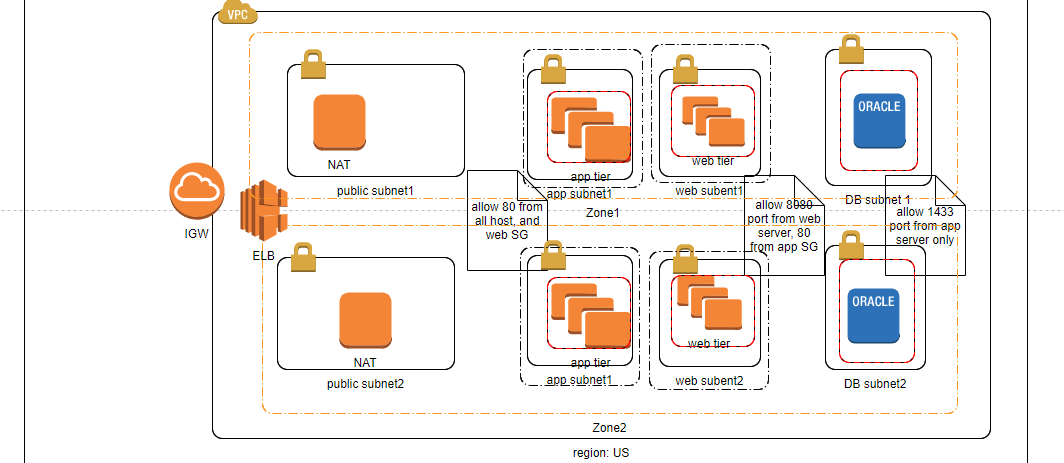 VPC
ORACLE
NAT
web tier
app tier
public subnet1
app subnet1
web subent1
DB subnet 1
IGW
ELB
allow 80 from
all host, and
web SG
Zone1
allow 8080
port from web
server, 80
from app SG
allow 1433
port from app
server only
ORACLE
NAT
app tier
web tier
public subnet2
app subnet1
web subent2
DB subnet2
Zone2
region: US